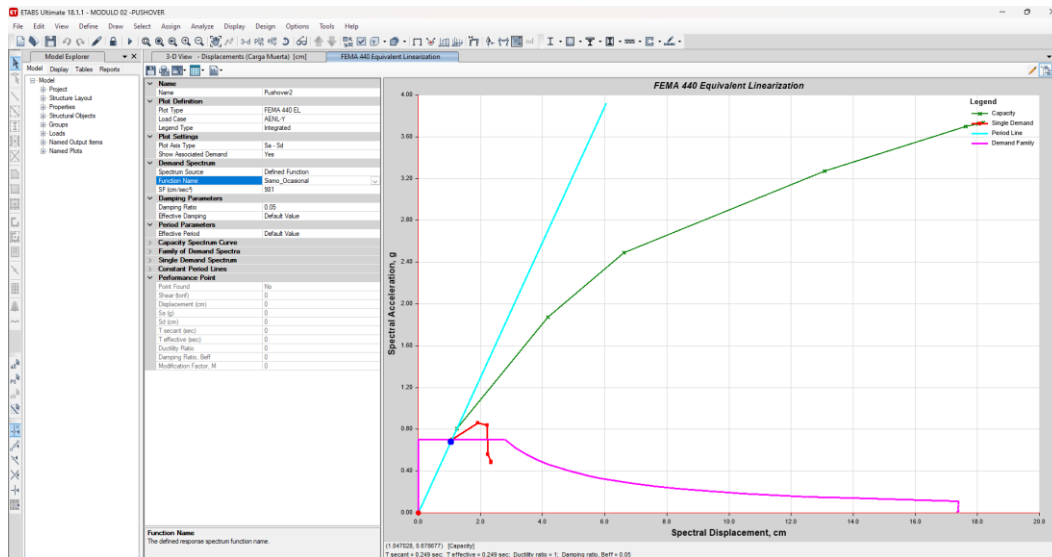 ETABS Ultimate 18.1.1 - MODULO 02 -PUSHOVER
File Edit View Define Draw Select Assign Analyze Display Design Options Tools Help
Model Explorer
3-D View - Displacements (Carga Muerta) [cm]
FEMA 440 Equivalent Linearization
Model Display Tables Reports
Model
Project
Structure Layout
Properties
Structural Objects
Groups
Loads
Named Output Items
Named Plots
Name
Name Pushover2
Plot Definition
Plot Type FEMA 440 EL
Load Case AENL-Y
Legend Type Integrated
Plot Settings
Plot Axis Type Sa - Sd
Show Associated Demand Yes
Demand Spectrum
Spectrum Source Defined Function
Function Name Sismo_Ocasional
SF (cm/sec²) 981
Damping Parameters
Damping Ratio 0.05
Effective Damping Default Value
Period Parameters
Effective Period Default Value
Capacity Spectrum Curve
Family of Demand Spectra
Single Demand Spectrum
Constant Period Lines
Performance Point
Point Found No
Shear (tonf) 0
Displacement (cm) 0
Sa (g) 0
Sd (cm) 0
T secant (sec) 0
T effective (sec) 0
Ductility Ratio 0
Damping Ratio, Beff 0
Modification Factor, M 0
Function Name
The defined response spectrum function name.
FEMA 440 Equivalent Linearization
Legend
Capacity
Single Demand
Period Line
Demand Family
4.00
3.60
3.20
2.80
2.40
2.00
1.60
1.20
0.80
0.40
0.00
Spectral Acceleration, g
0.0 2.0 4.0 6.0 8.0 10.0 12.0 14.0 16.0 18.0 20.0
Spectral Displacement, cm
(1.047828, 0.678677) [Capacity]
T secant = 0.249 sec; T effective = 0.249 sec; Ductility ratio = 1; Damping ratio, Beff = 0.05